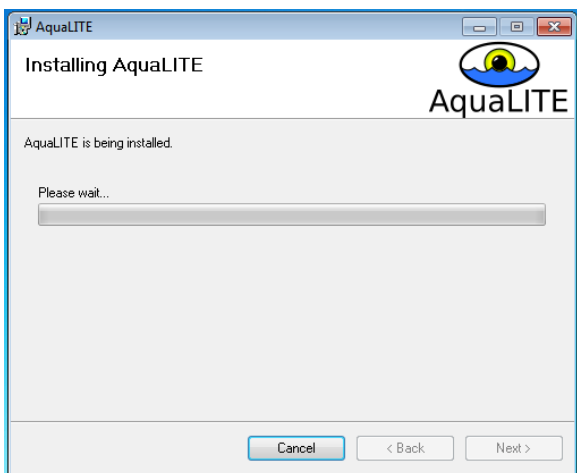 AquaLITE
Installing AquaLITE
AquaLITE
AquaLITE is being installed.
Please wait...
Cancel
< Back
Next >